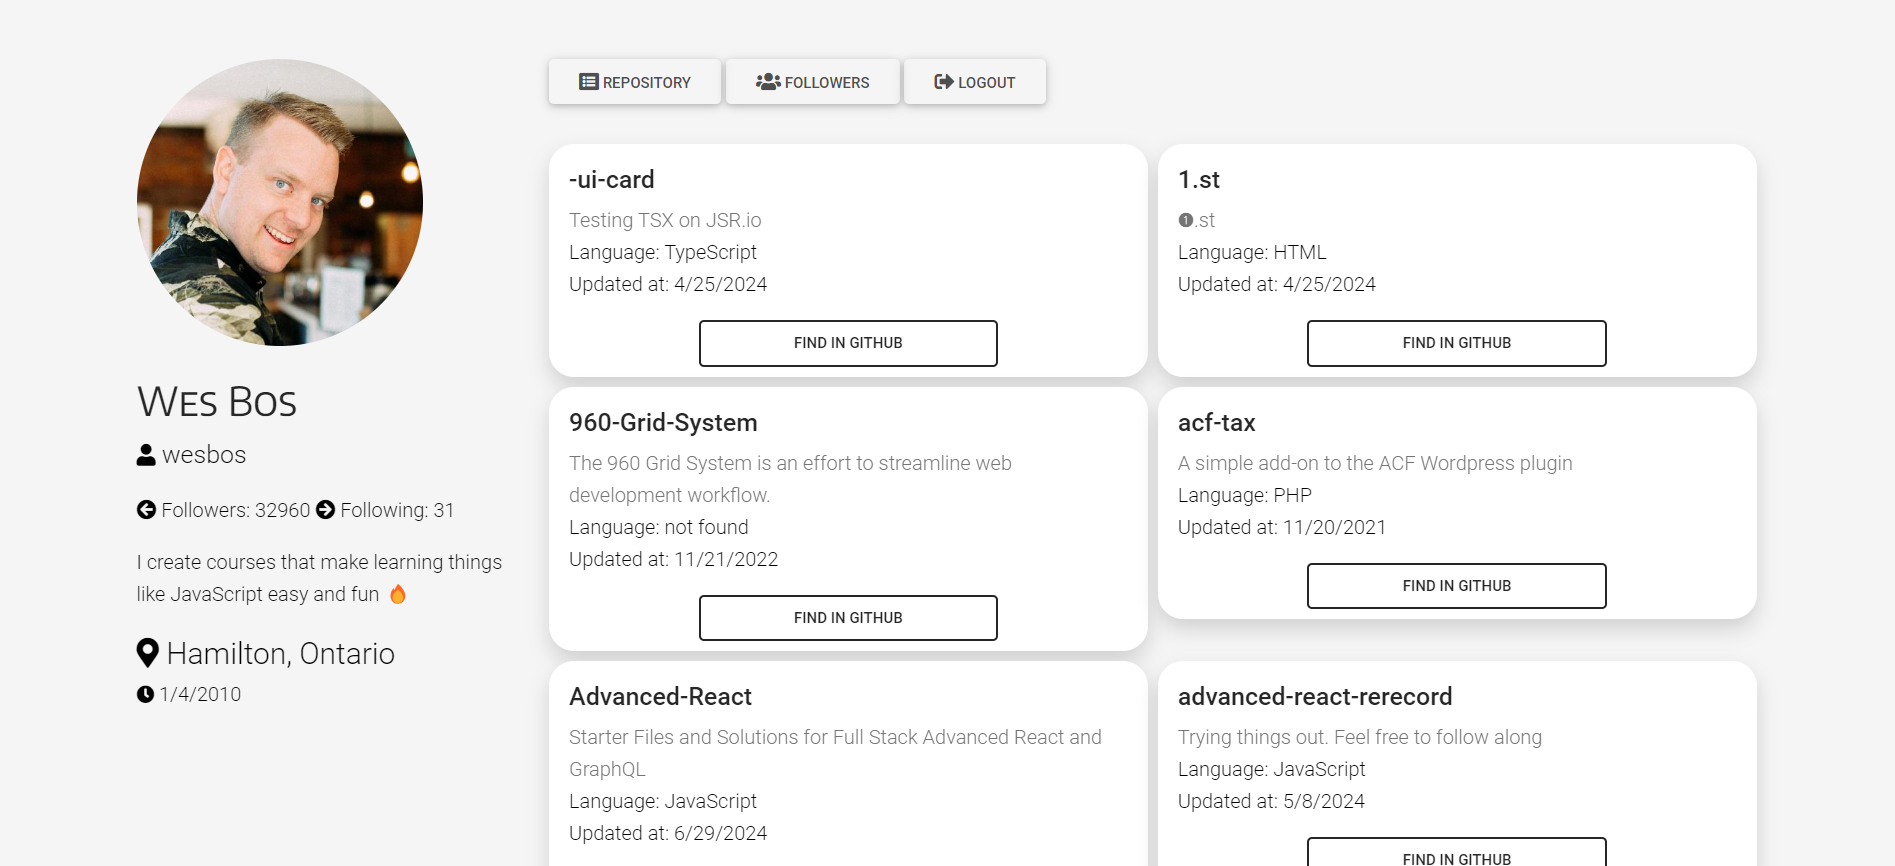 REPOSITORY
FOLLOWERS
LOGOUT
Wes Bos
wesbos
Followers: 32960 Following: 31
I create courses that make learning things
like JavaScript easy and fun 🔥
Hamilton, Ontario
1/4/2010
-ui-card
Testing TSX on JSR.io
Language: TypeScript
Updated at: 4/25/2024
FIND IN GITHUB
1.st
❶.st
Language: HTML
Updated at: 4/25/2024
FIND IN GITHUB
960-Grid-System
The 960 Grid System is an effort to streamline web
development workflow.
Language: not found
Updated at: 11/21/2022
FIND IN GITHUB
acf-tax
A simple add-on to the ACF Wordpress plugin
Language: PHP
Updated at: 11/20/2021
FIND IN GITHUB
Advanced-React
Starter Files and Solutions for Full Stack Advanced React and
GraphQL
Language: JavaScript
Updated at: 6/29/2024
advanced-react-rerecord
Trying things out. Feel free to follow along
Language: JavaScript
Updated at: 5/8/2024
FIND IN GITHUB